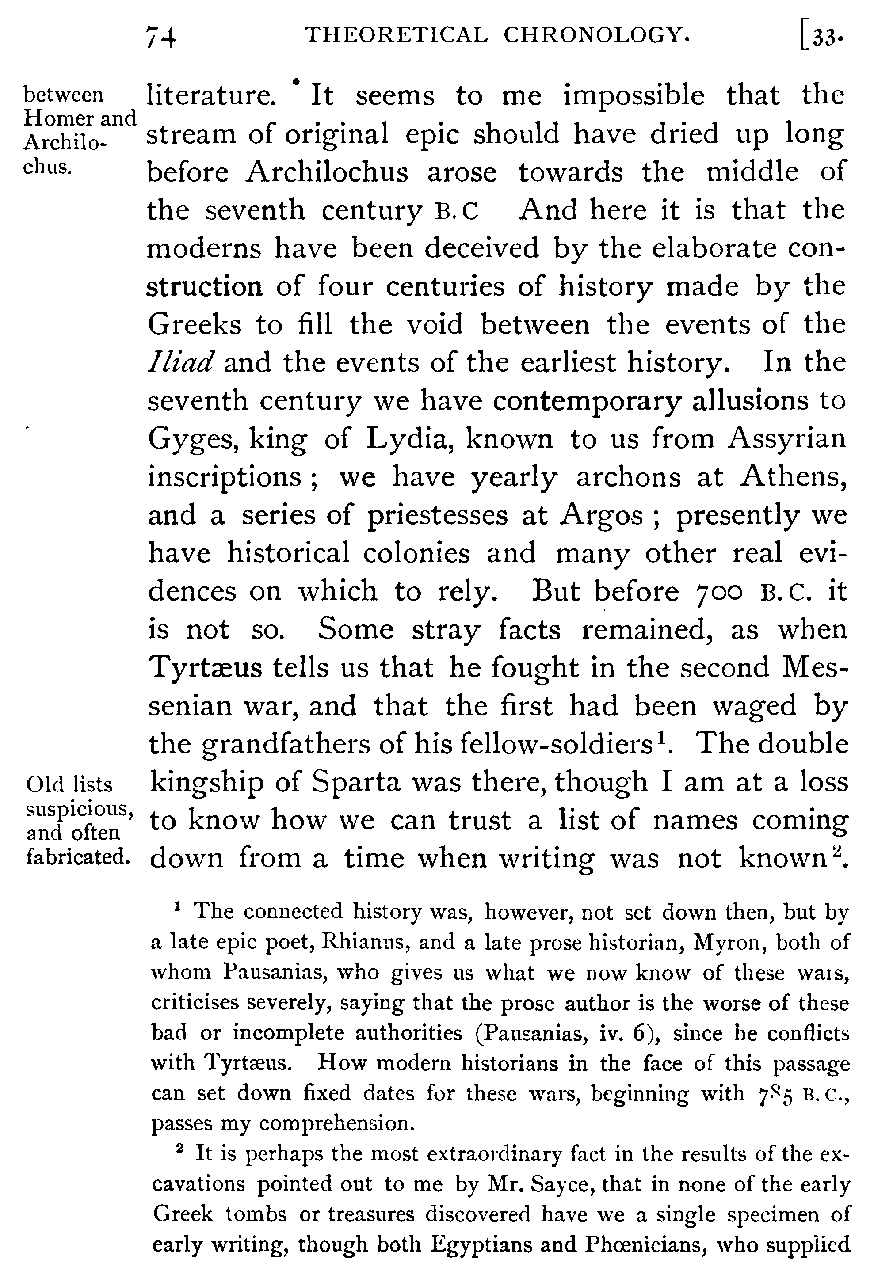 74 THEORETICAL CHRONOLOGY. [33.
between
Homer and
Archilo-
chus.
literature. It seems to me impossible that the
stream of original epic should have dried up long
before Archilochus arose towards the middle of
the seventh century B.C And here it is that the
moderns have been deceived by the elaborate con-
struction of four centuries of history made by the
Greeks to fill the void between the events of the
Iliad and the events of the earliest history. In the
seventh century we have contemporary allusions to
Gyges, king of Lydia, known to us from Assyrian
inscriptions ; we have yearly archons at Athens,
and a series of priestesses at Argos ; presently we
have historical colonies and many other real evi-
dences on which to rely. But before 700 B.C. it
is not so. Some stray facts remained, as when
Tyrtæus tells us that he fought in the second Mes-
senian war, and that the first had been waged by
the grandfathers of his fellow-soldiers¹. The double
Old lists
suspicious,
and often
fabricated.
kingship of Sparta was there, though I am at a loss
to know how we can trust a list of names coming
down from a time when writing was not known².
¹ The connected history was, however, not set down then, but by
a late epic poet, Rhianus, and a late prose historian, Myron, both of
whom Pausanias, who gives us what we now know of these wars,
criticises severely, saying that the prose author is the worse of these
bad or incomplete authorities (Pausanias, iv. 6), since he conflicts
with Tyrtæus. How modern historians in the face of this passage
can set down fixed dates for these wars, beginning with 785 B.C.,
passes my comprehension.
² It is perhaps the most extraordinary fact in the results of the ex-
cavations pointed out to me by Mr. Sayce, that in none of the early
Greek tombs or treasures discovered have we a single specimen of
early writing, though both Egyptians and Phœnicians, who supplied